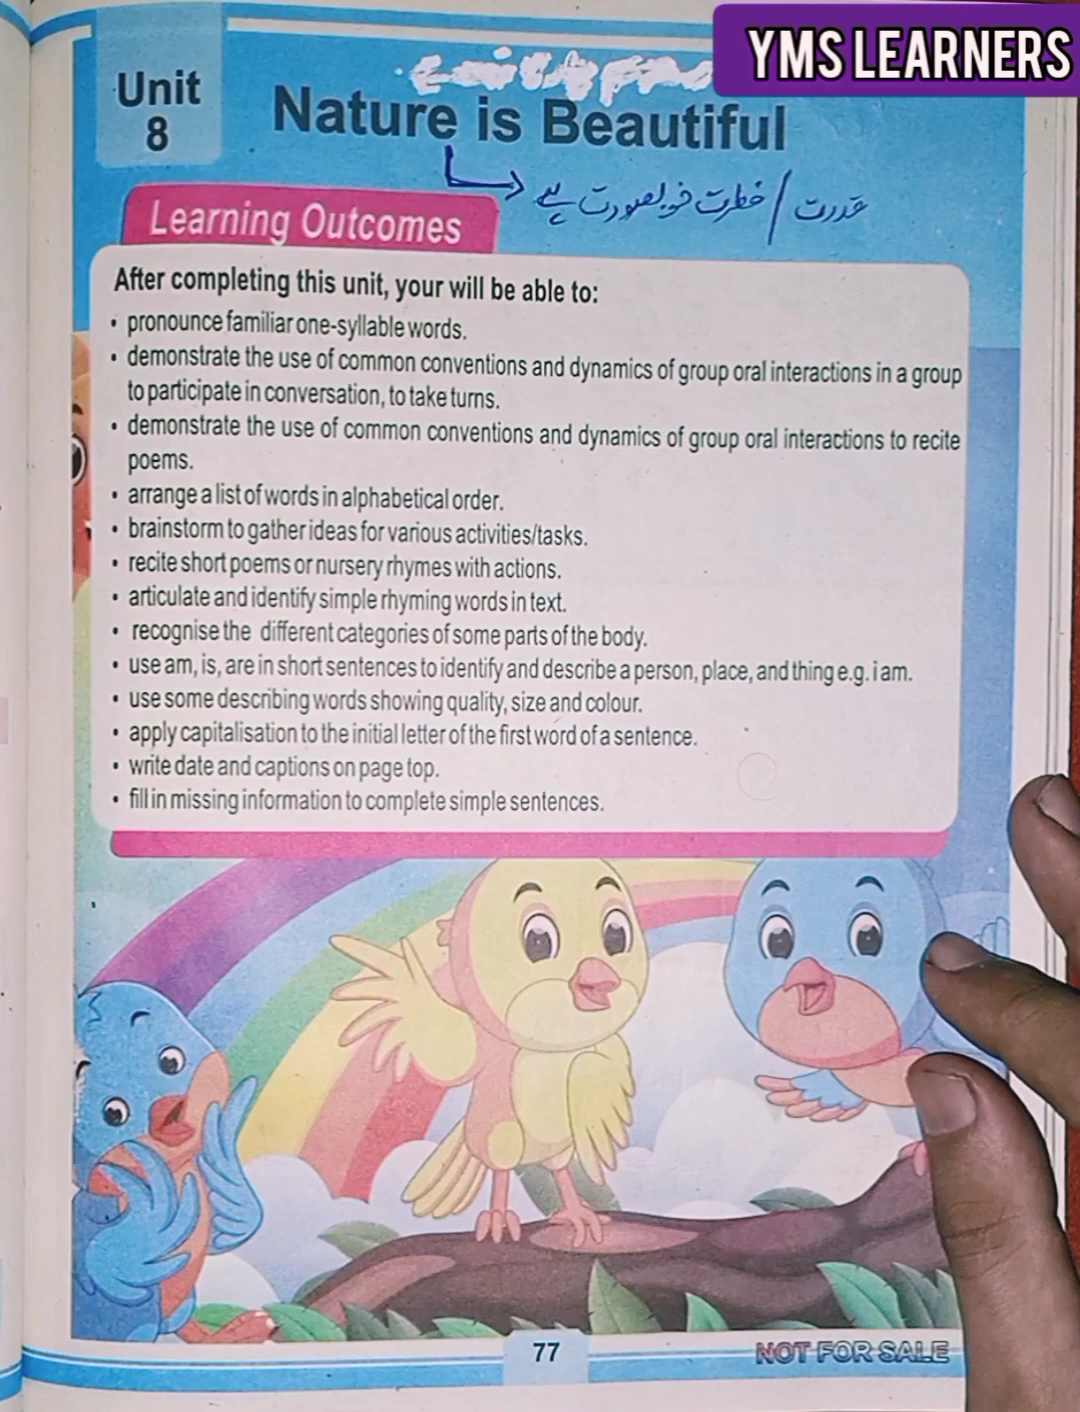 YMS LEARNERS
Unit
8
Nature is Beautiful
قدرت / فطرت خوبصورت ہے
Learning Outcomes
After completing this unit, your will be able to:
• pronounce familiar one-syllable words.
• demonstrate the use of common conventions and dynamics of group oral interactions in a group
to participate in conversation, to take turns.
• demonstrate the use of common conventions and dynamics of group oral interactions to recite
poems.
• arrange a list of words in alphabetical order.
• brainstorm to gather ideas for various activities/tasks.
• recite short poems or nursery rhymes with actions.
• articulate and identify simple rhyming words in text.
• recognise the different categories of some parts of the body.
• use am, is, are in short sentences to identify and describe a person, place, and thing e.g. i am.
• use some describing words showing quality, size and colour.
• apply capitalisation to the initial letter of the first word of a sentence.
• write date and captions on page top.
• fill in missing information to complete simple sentences.
77
NOT FOR SALE